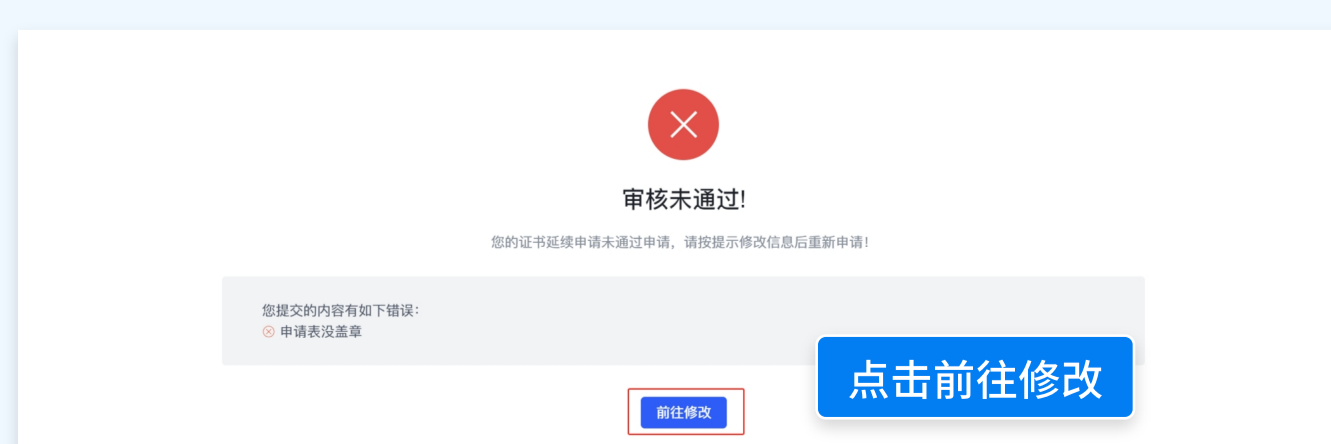 审核未通过!
您的证书延续申请未通过申请，请按提示修改信息后重新申请!
您提交的内容有如下错误:
申请表没盖章
点击前往修改
前往修改